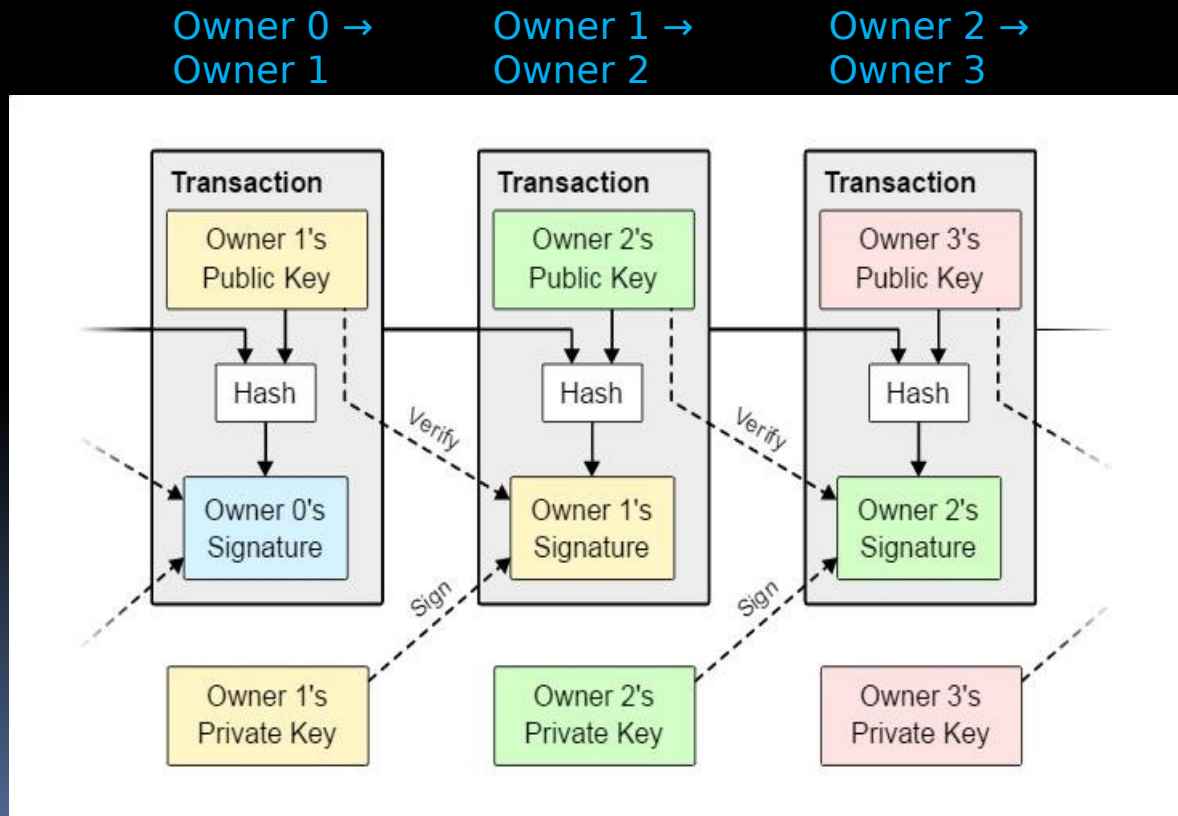 Owner 0 →
Owner 1
Owner 1 →
Owner 2
Owner 2 →
Owner 3
Transaction
Owner 1's
Public Key
Hash
Owner 0's
Signature
Transaction
Owner 2's
Public Key
Hash
Verify
Owner 1's
Signature
Sign
Transaction
Owner 3's
Public Key
Hash
Verify
Owner 2's
Signature
Sign
Owner 1's
Private Key
Owner 2's
Private Key
Owner 3's
Private Key